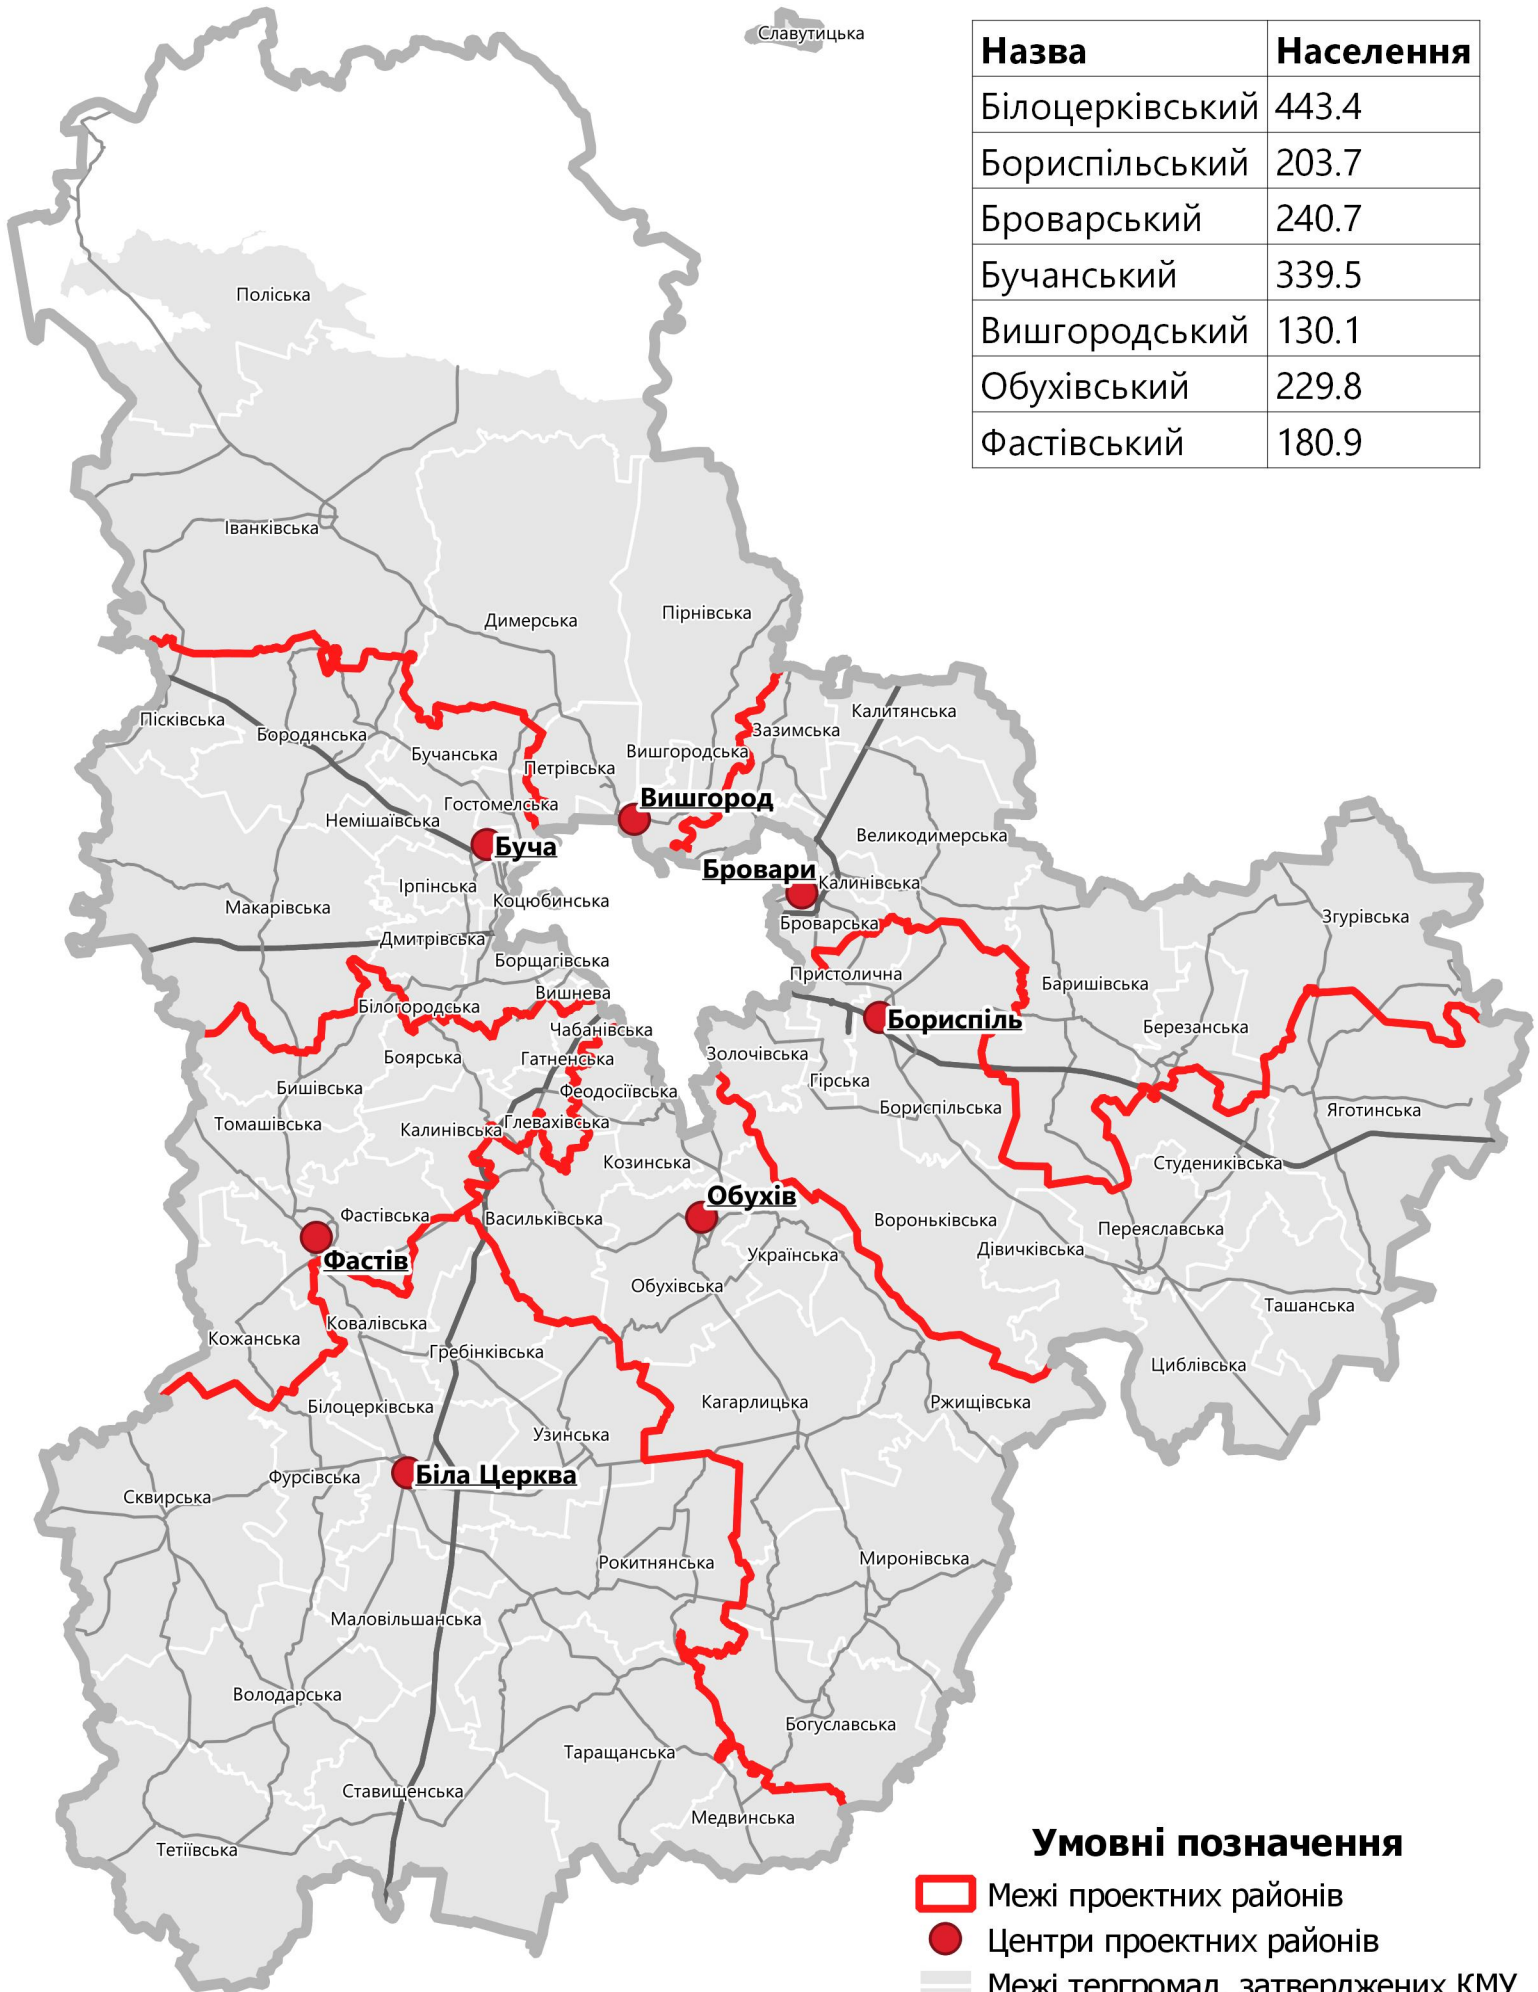 Славутицька
Назва Населення
Білоцерківський 443.4
Бориспільський 203.7
Броварський 240.7
Бучанський 339.5
Вишгородський 130.1
Обухівський 229.8
Фастівський 180.9
Поліська
Іванківська
Димерська
Пірнівська
Пісківська
Бородянська
Бучанська
Петрівська
Вишгородська
Зазимська
Калитянська
Гостомельська
Немішаївська
Вишгород
Буча
Великодимерська
Бровари
Калинівська
Ірпінська
Коцюбинська
Макарівська
Броварська
Згурівська
Дмитрівська
Борщагівська
Пристолична
Баришівська
Вишнева
Білогородська
Бориспіль
Березанська
Чабанівська
Боярська
Гатненська
Золочівська
Гірська
Бишівська
Феодосіївська
Бориспільська
Яготинська
Томашівська
Калинівська
Глевахівська
Козинська
Студениківська
Обухів
Фастівська
Васильківська
Вороньківська
Переяславська
Дівичківська
Українська
Фастів
Обухівська
Ташанська
Ковалівська
Кожанська
Гребінківська
Циблівська
Білоцерківська
Кагарлицька
Ржищівська
Узинська
Фурсівська
Біла Церква
Сквирська
Рокитнянська
Миронівська
Маловільшанська
Володарська
Богуславська
Таращанська
Ставищенська
Медвинська
Тетіївська
Умовні позначення
Межі проектних районів
Центри проектних районів
Межі тергромад, затверджених КМУ